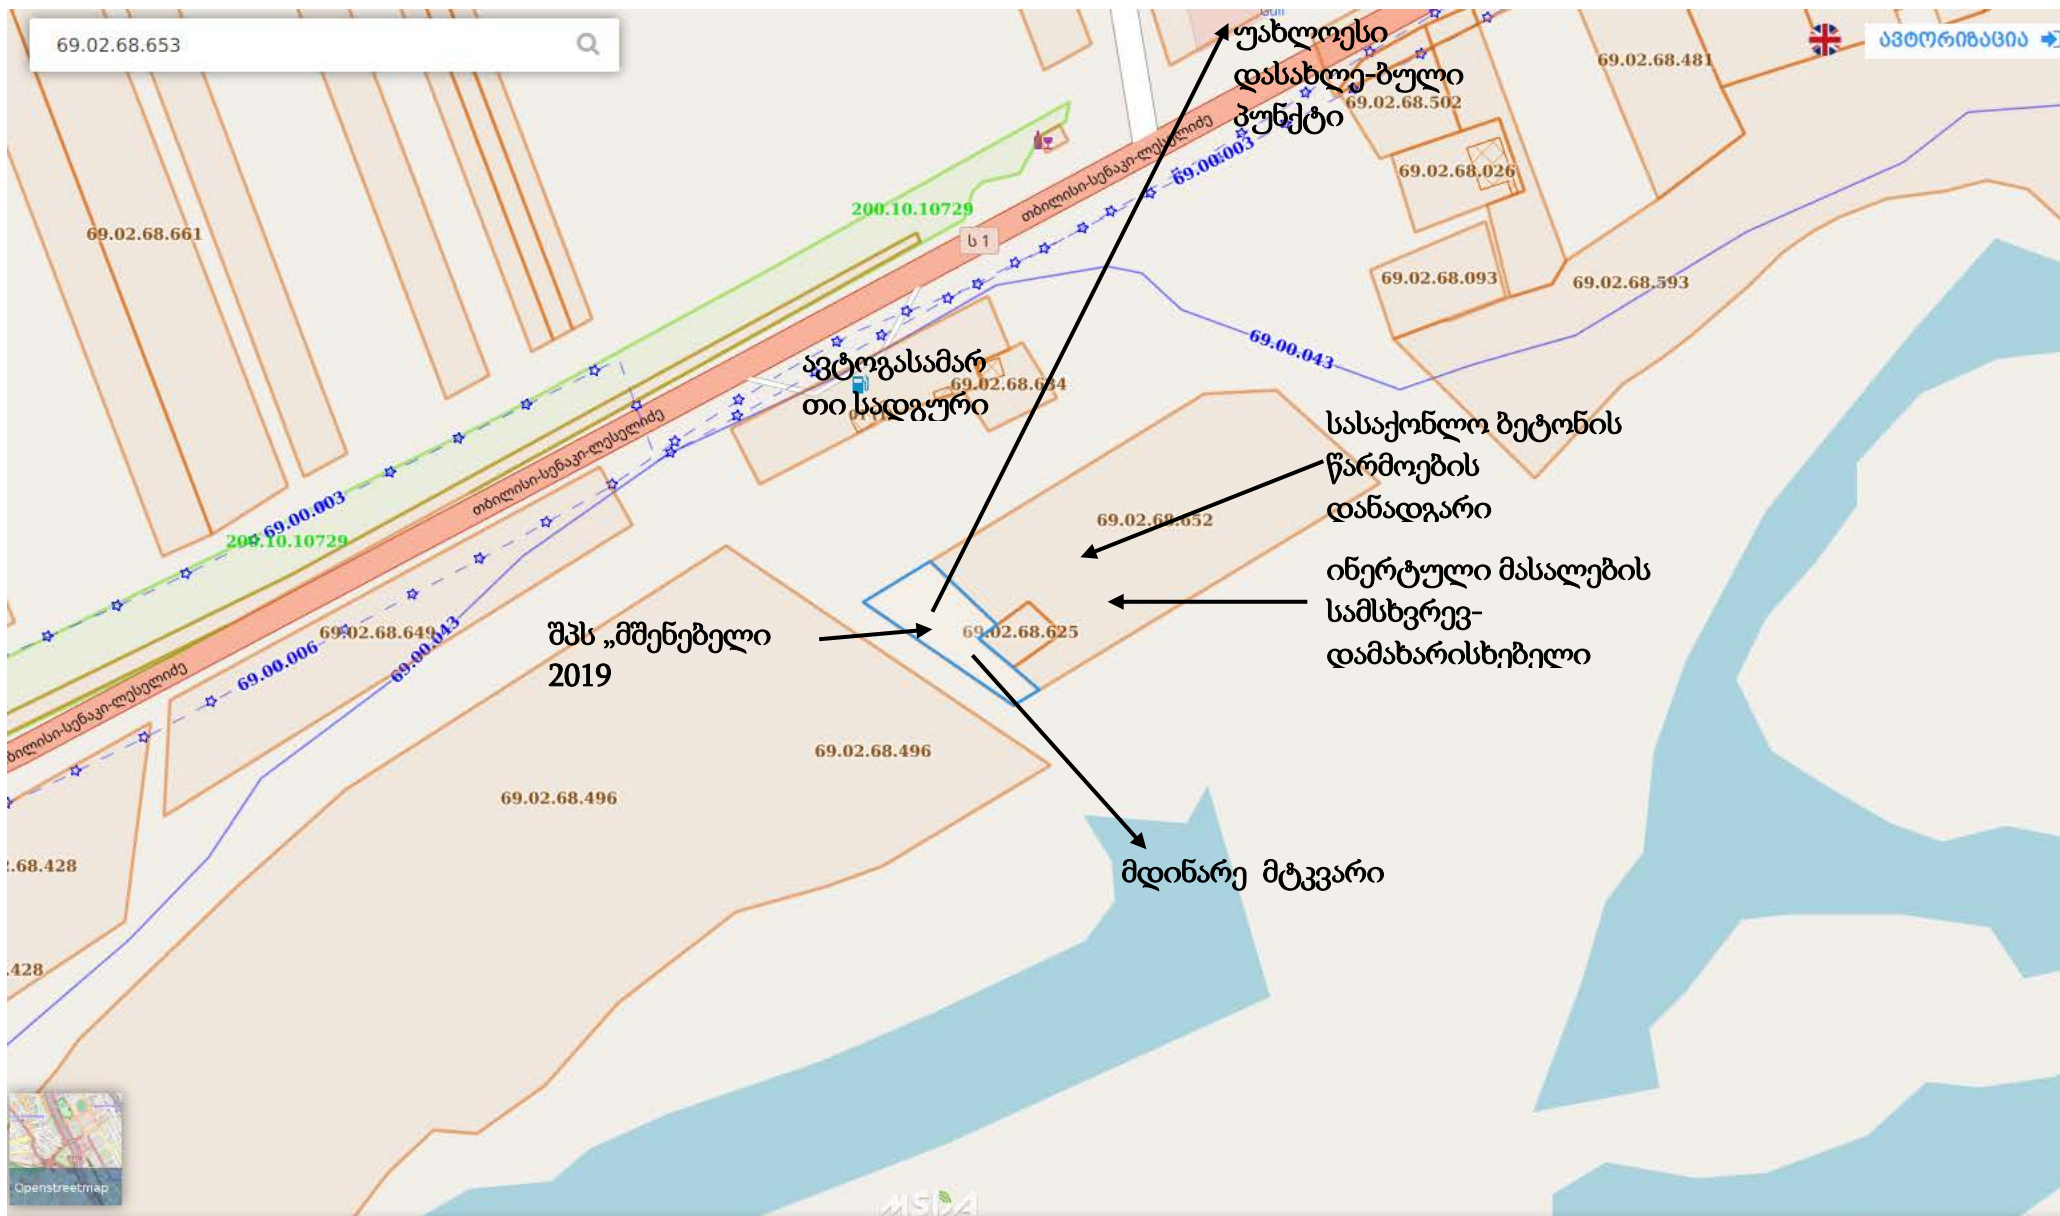 69.02.68.653
ავტორიზაცია
უახლოესი
დასახლე-ბული
პუნქტი
69.02.68.481
69.02.68.502
თბილისი-სენაკი-ლესელიძე
69.00.003
69.02.68.026
200.10.10729
69.02.68.661
ს 1
69.02.68.093
69.02.68.593
69.00.043
ავტოგასამარ
თი სადგური
69.02.68.634
თბილისი-სენაკი-ლესელიძე
სასაქონლო ბეტონის
წარმოების
დანადგარი
69.00.003
200.10.10729
69.02.68.652
ინერტული მასალების
სამსხვრევ-
დამახარისხებელი
69.02.68.649
69.00.043
69.00.006
შპს „მშენებელი
2019
69.02.68.625
ბილისი-სენაკი-ლესელიძე
69.02.68.496
69.02.68.496
.68.428
მდინარე მტკვარი
.428
Openstreetmap